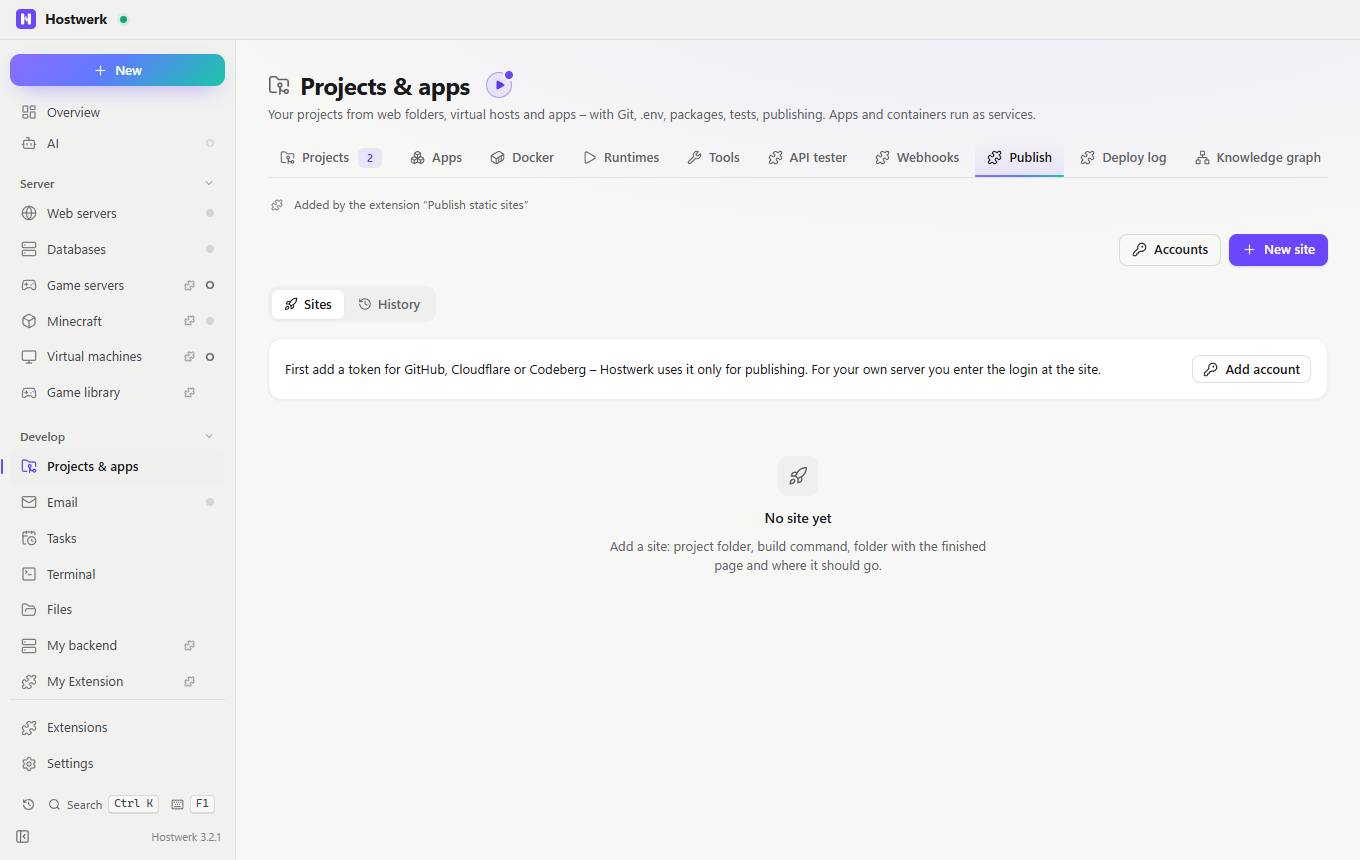 Hostwerk
New
Overview
AI
Server
Web servers
Databases
Game servers
Minecraft
Virtual machines
Game library
Develop
Projects & apps
Email
Tasks
Terminal
Files
My backend
My Extension
Extensions
Settings
Search Ctrl K F1
Hostwerk 3.2.1
Projects & apps
Your projects from web folders, virtual hosts and apps – with Git, .env, packages, tests, publishing. Apps and containers run as services.
Projects 2 Apps Docker Runtimes Tools API tester Webhooks Publish Deploy log Knowledge graph
Added by the extension "Publish static sites"
Accounts New site
Sites History
First add a token for GitHub, Cloudflare or Codeberg – Hostwerk uses it only for publishing. For your own server you enter the login at the site. Add account
No site yet
Add a site: project folder, build command, folder with the finished
page and where it should go.